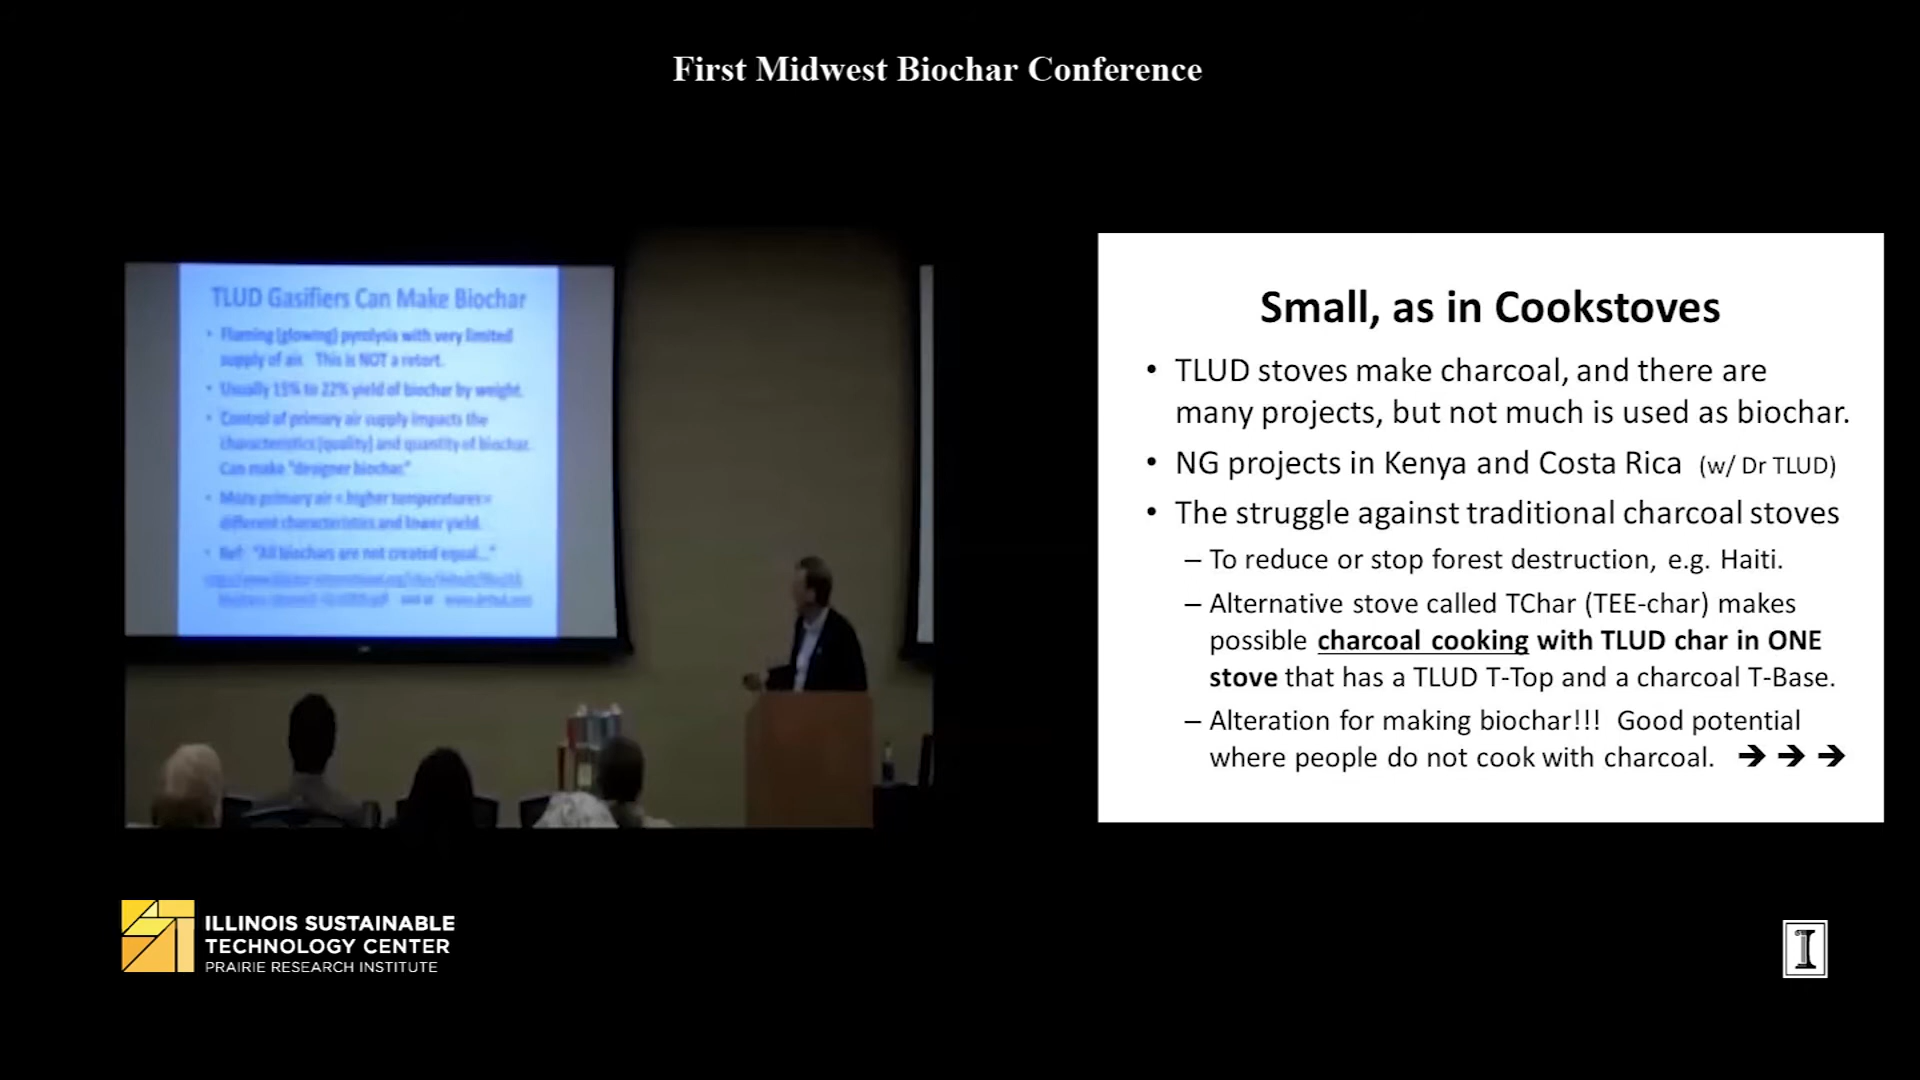 First Midwest Biochar Conference
TLUD Gasifiers Can Make Biochar
• Flaming (glowing) pyrolysis with very limited
supply of air. This is NOT a retort.
• Usually 15% to 22% yield of biochar by weight.
• Control of primary air supply impacts the
characteristics (quality) and quantity of biochar.
Can make "designer biochar."
• More primary air = higher temperatures =
different characteristics and lower yield.
• Ref: "All biochars are not created equal..."
Small, as in Cookstoves
• TLUD stoves make charcoal, and there are
many projects, but not much is used as biochar.
• NG projects in Kenya and Costa Rica (w/ Dr TLUD)
• The struggle against traditional charcoal stoves
– To reduce or stop forest destruction, e.g. Haiti.
– Alternative stove called TChar (TEE-char) makes
possible charcoal cooking with TLUD char in ONE
stove that has a TLUD T-Top and a charcoal T-Base.
– Alteration for making biochar!!! Good potential
where people do not cook with charcoal. ➔ ➔ ➔
ILLINOIS SUSTAINABLE
TECHNOLOGY CENTER
PRAIRIE RESEARCH INSTITUTE
I